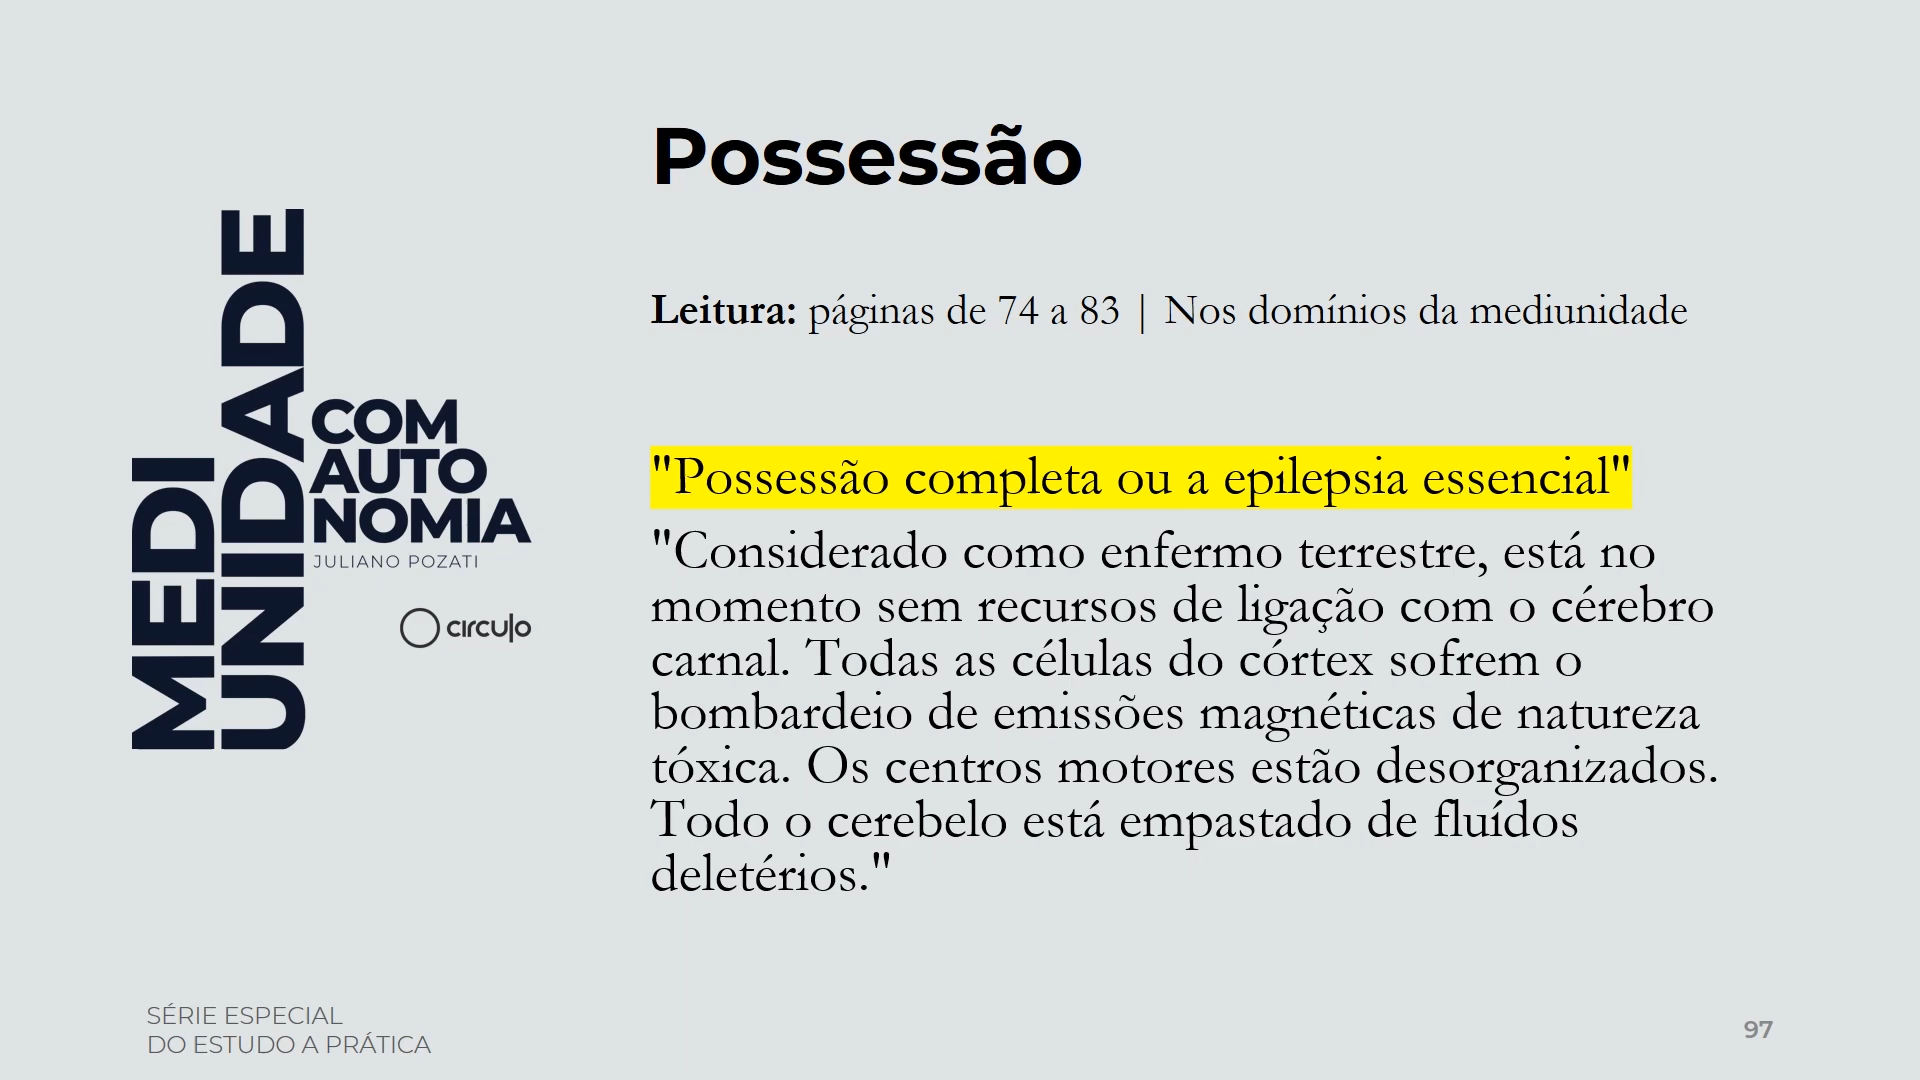 Possessão
Leitura: páginas de 74 a 83 | Nos domínios da mediunidade
"Possessão completa ou a epilepsia essencial"
"Considerado como enfermo terrestre, está no
momento sem recursos de ligação com o cérebro
carnal. Todas as células do córtex sofrem o
bombardeio de emissões magnéticas de natureza
tóxica. Os centros motores estão desorganizados.
Todo o cerebelo está empastado de fluídos
deletérios."
MEDI
UNIDADE
COM
AUTO
NOMIA
JULIANO POZATI
circulo
SÉRIE ESPECIAL
DO ESTUDO A PRÁTICA
97